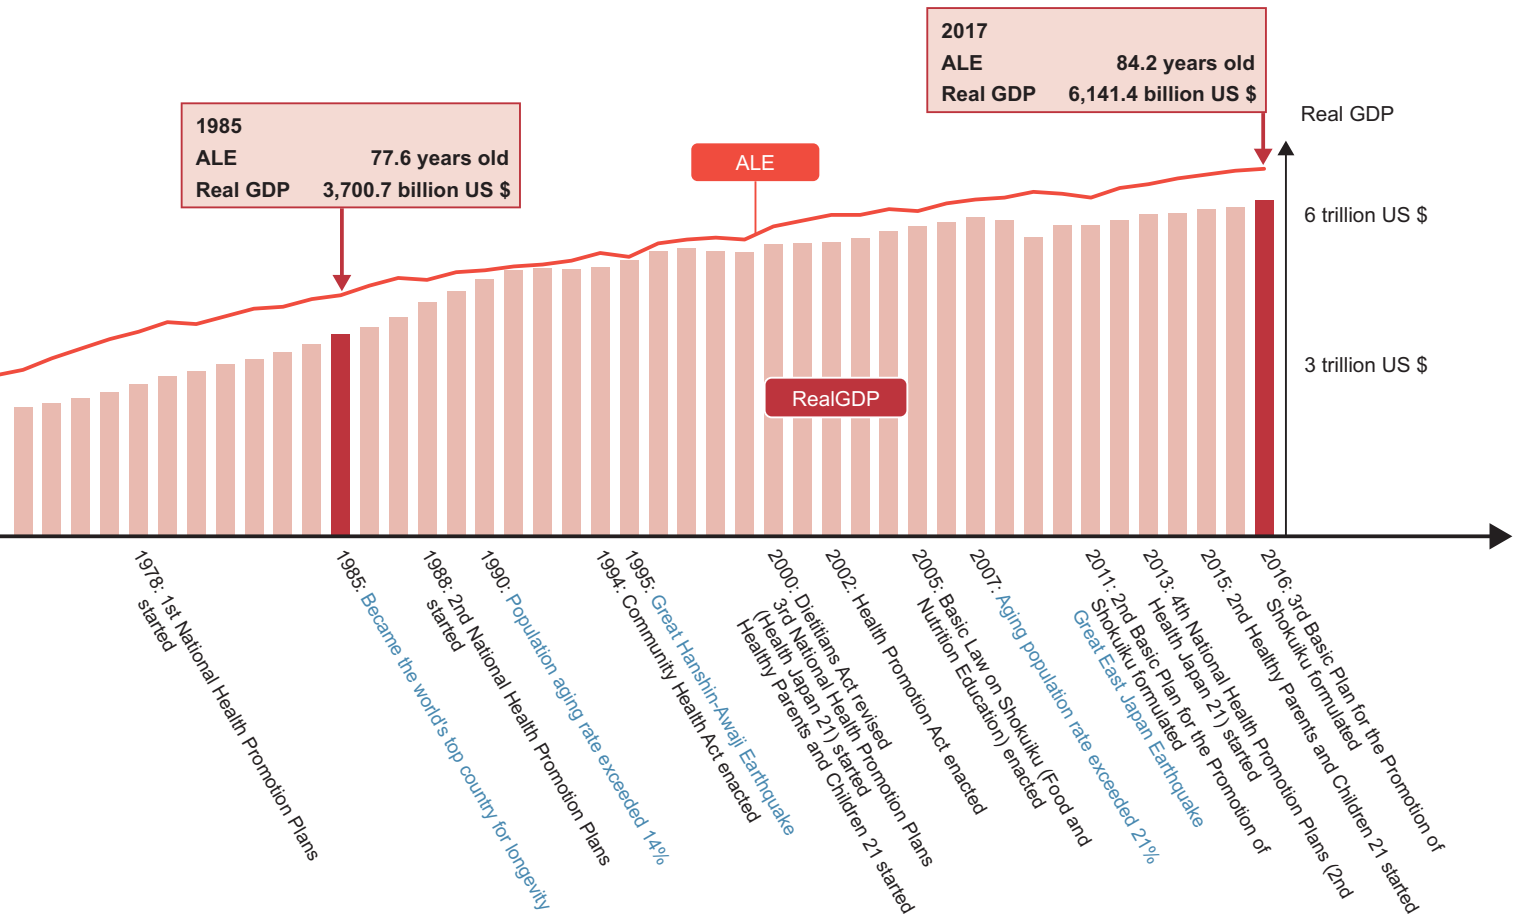 2017
ALE 84.2 years old
Real GDP 6,141.4 billion US $
1985
ALE 77.6 years old
Real GDP 3,700.7 billion US $
ALE
Real GDP
6 trillion US $
3 trillion US $
RealGDP
1978: 1st National Health Promotion Plans
started
1985: Became the world's top country for longevity
1988: 2nd National Health Promotion Plans
started
1990: Population aging rate exceeded 14%
1994: Community Health Act enacted
1995: Great Hanshin-Awaji Earthquake
2000: Dietitians Act revised
3rd National Health Promotion Plans
(Health Japan 21) started
Healthy Parents and Children 21 started
2002: Health Promotion Act enacted
2005: Basic Law on Shokuiku (Food and
Nutrition Education) enacted
2007: Aging population rate exceeded 21%
2011: 2nd Basic Plan for the Promotion of
Shokuiku formulated
Great East Japan Earthquake
2013: 4th National Health Promotion Plans (2nd
Health Japan 21) started
2015: 2nd Healthy Parents and Children 21 started
2016: 3rd Basic Plan for the Promotion of
Shokuiku formulated